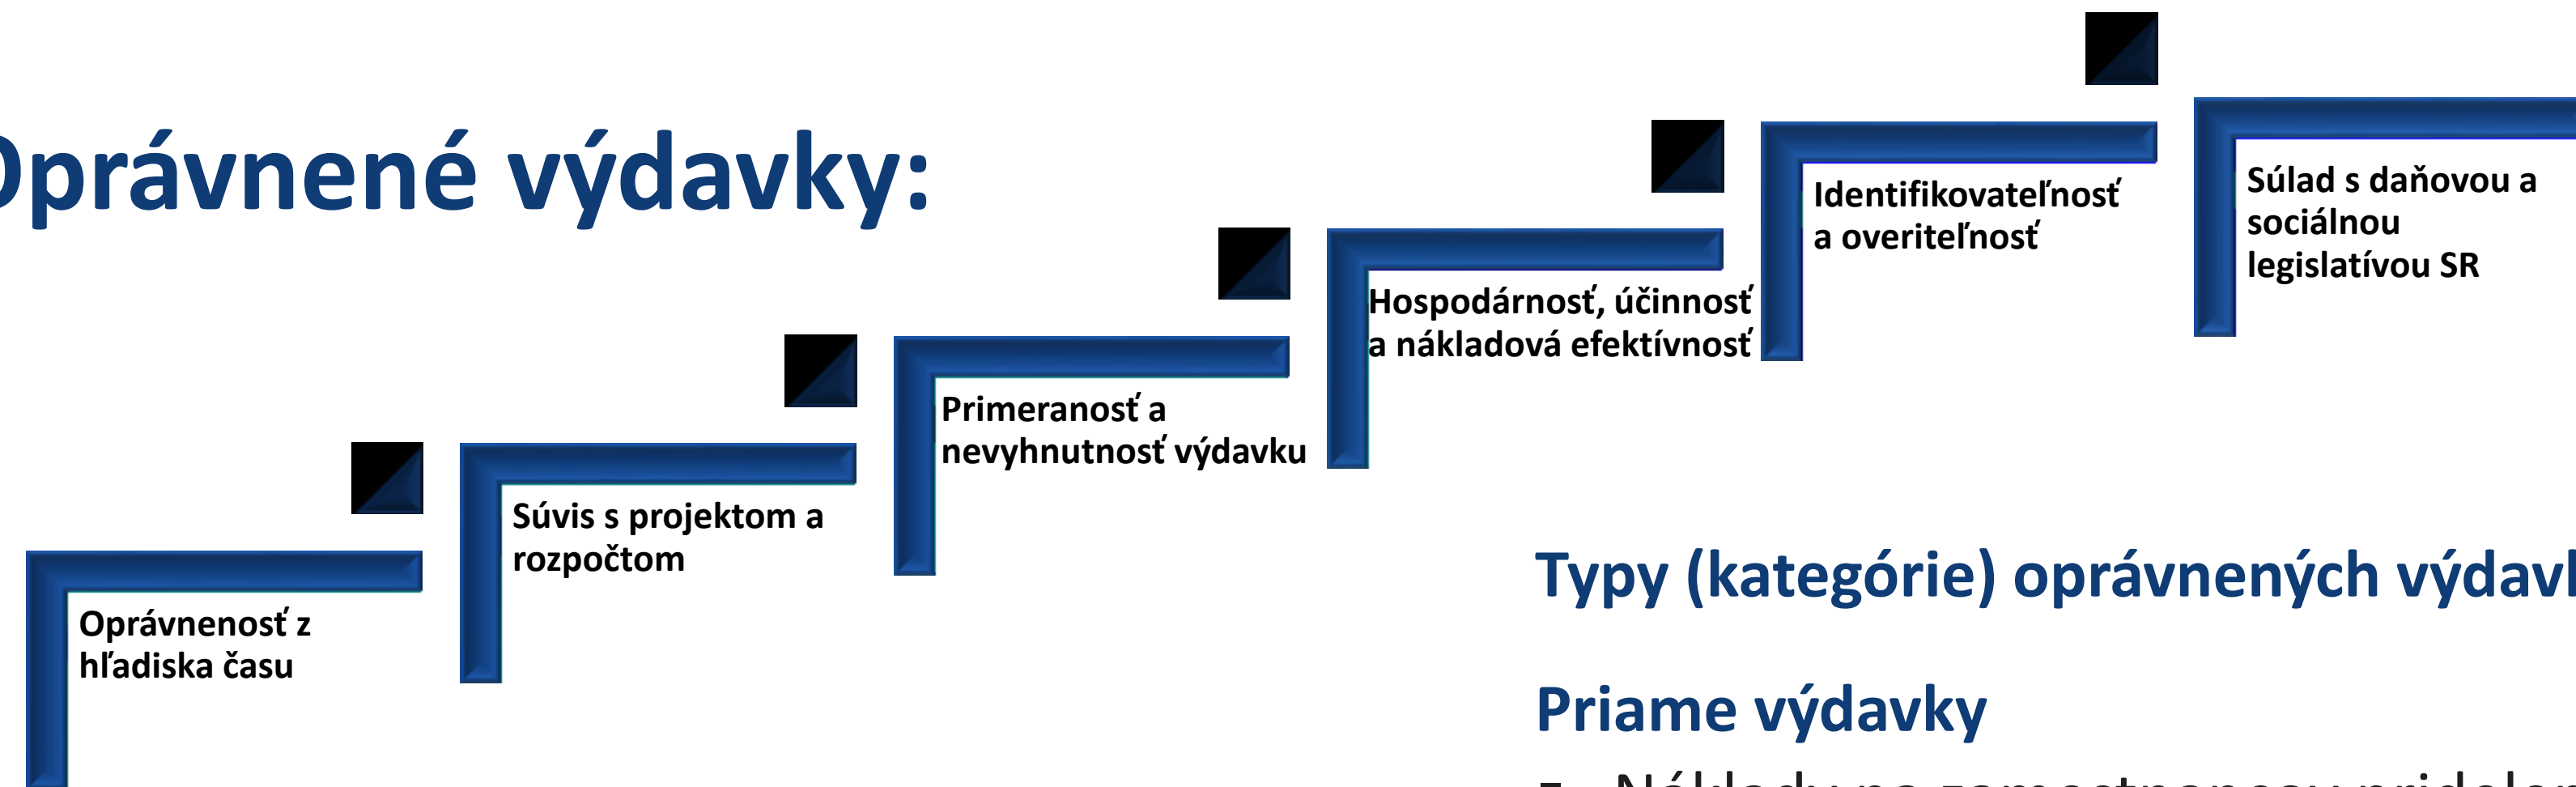 Oprávnené výdavky:
Oprávnenosť z
hľadiska času
Súvis s projektom a
rozpočtom
Primeranosť a
nevyhnutnosť výdavku
Hospodárnosť, účinnosť
a nákladová efektívnosť
Identifikovateľnosť
a overiteľnosť
Súlad s daňovou a
sociálnou
legislatívou SR
Typy (kategórie) oprávnených
Priame výdavky